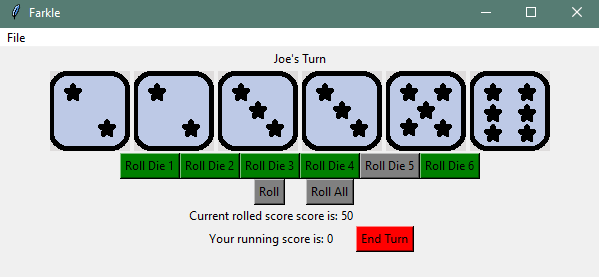 Farkle
File
Joe's Turn
Roll Die 1 Roll Die 2 Roll Die 3 Roll Die 4 Roll Die 5 Roll Die 6
Roll Roll All
Current rolled score score is: 50
Your running score is: 0 End Turn